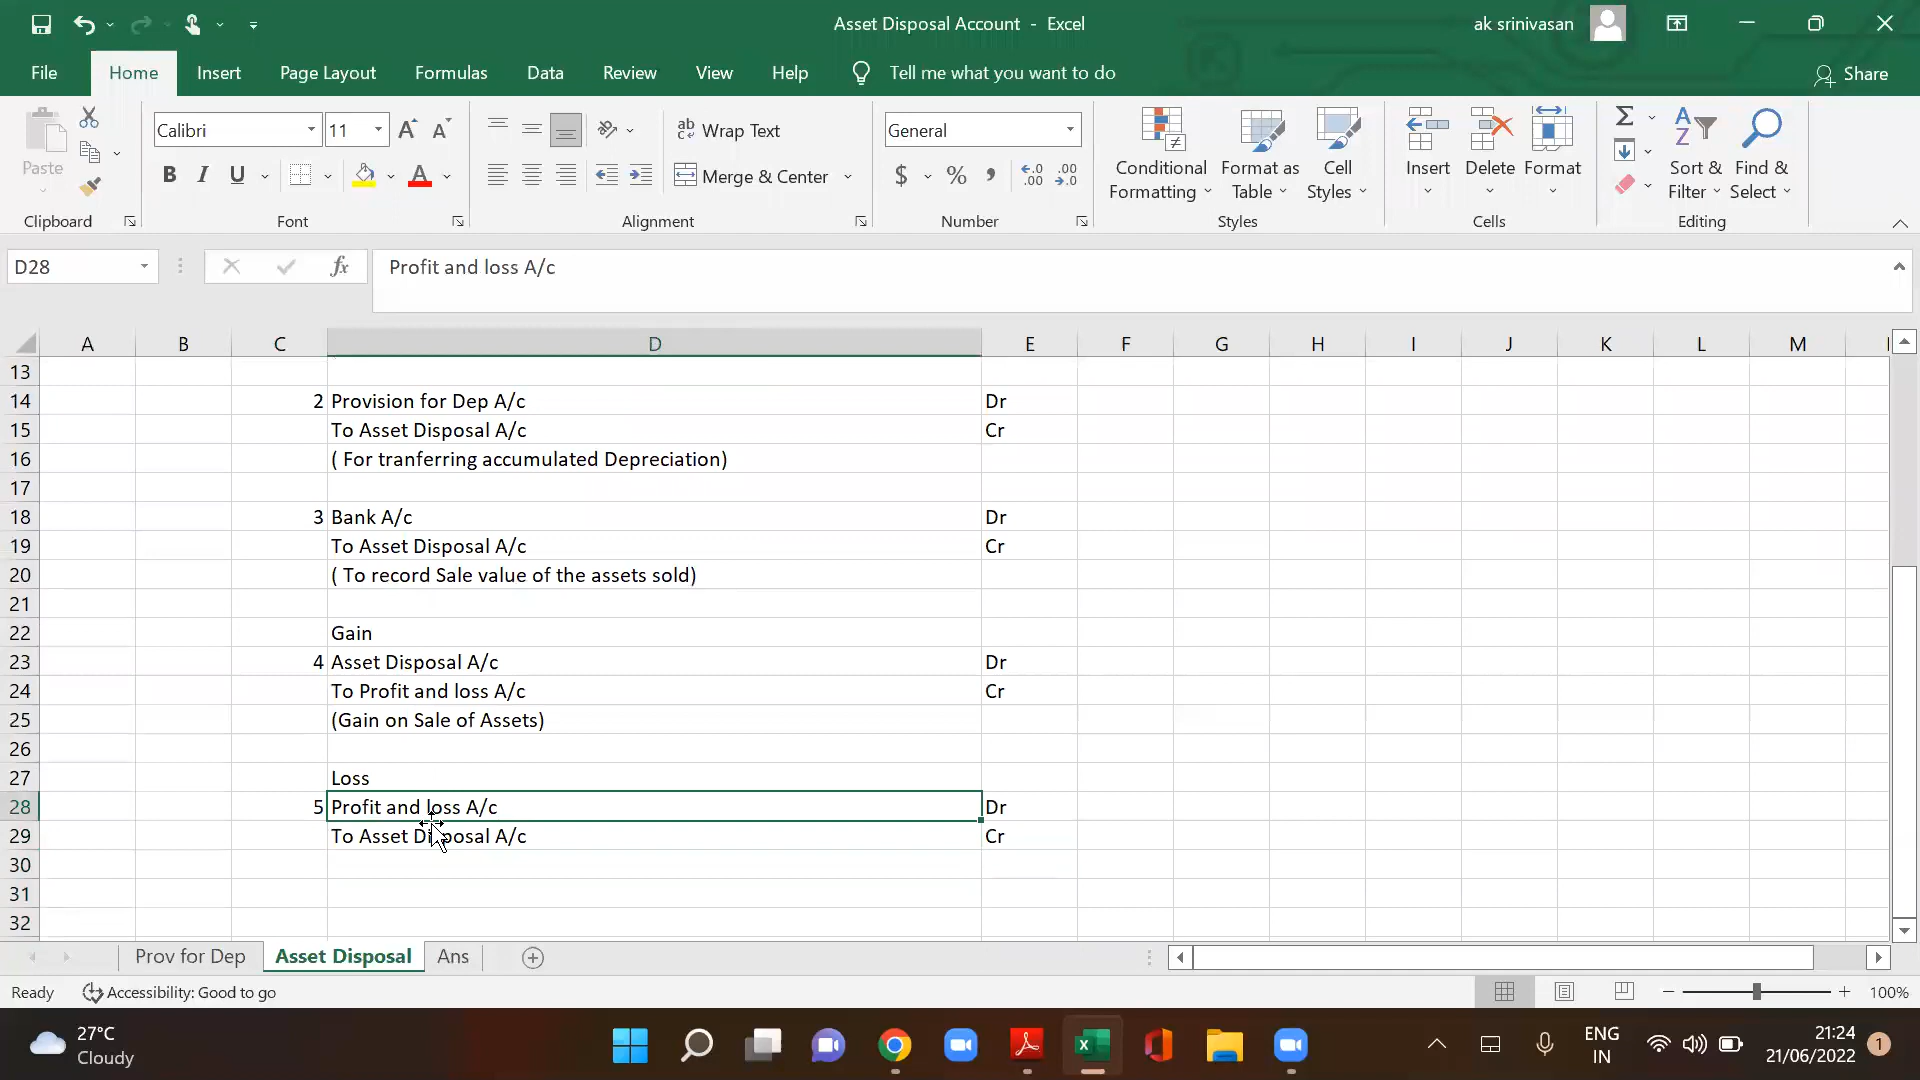 Asset Disposal Account - Excel
ak srinivasan
File Home Insert Page Layout Formulas Data Review View Help Tell me what you want to do Share
Paste
Calibri 11
Wrap Text
Merge & Center
General
Conditional Formatting
Format as Table
Cell Styles
Insert Delete Format
Sort & Filter
Find & Select
Clipboard Font Alignment Number Styles Cells Editing
D28 fx Profit and loss A/c
A B C D E F G H I J K L M
13
14 2 Provision for Dep A/c Dr
15 To Asset Disposal A/c Cr
16 ( For tranferring accumulated Depreciation)
17
18 3 Bank A/c Dr
19 To Asset Disposal A/c Cr
20 ( To record Sale value of the assets sold)
21
22 Gain
23 4 Asset Disposal A/c Dr
24 To Profit and loss A/c Cr
25 (Gain on Sale of Assets)
26
27 Loss
28 5 Profit and loss A/c Dr
29 To Asset Disposal A/c Cr
30
31
32
Prov for Dep Asset Disposal Ans
Ready Accessibility: Good to go 100%
27°C
Cloudy
ENG
IN
21:24
21/06/2022
1